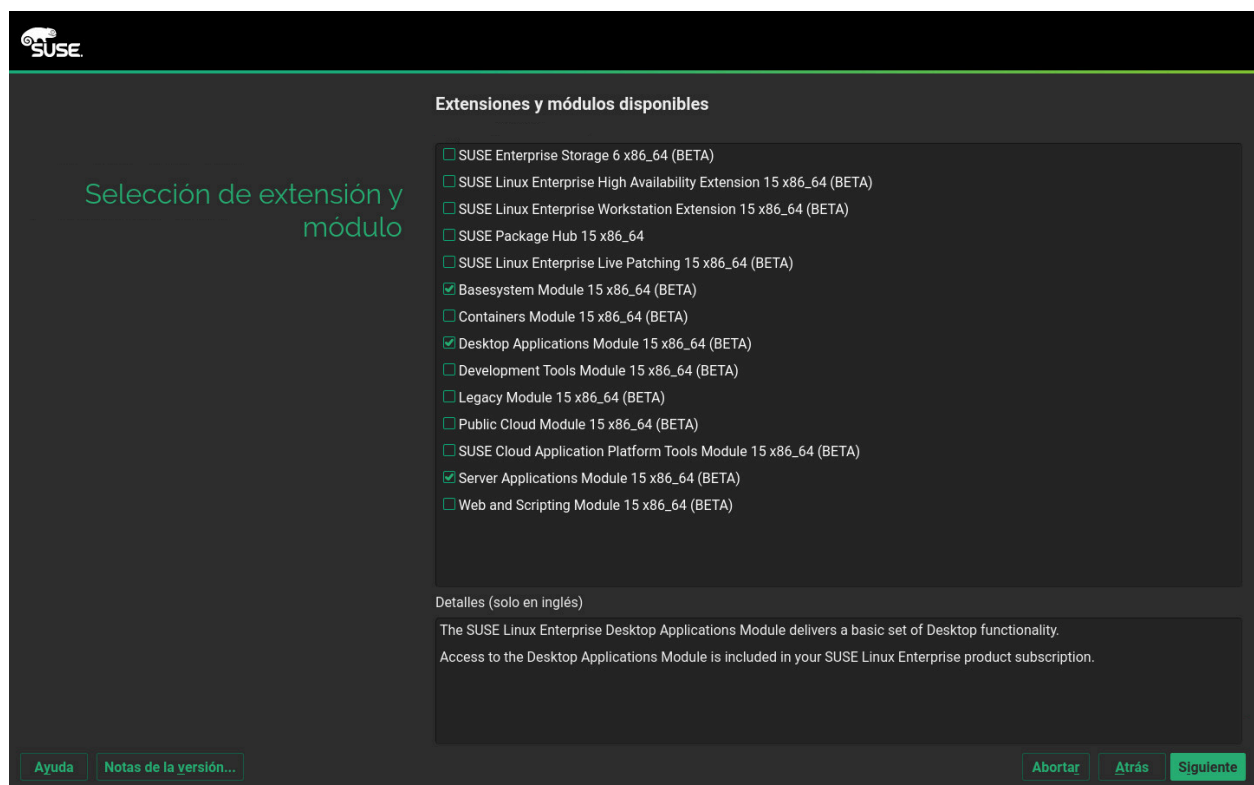 SUSE.
Extensiones y módulos disponibles
Selección de extensión y
módulo
SUSE Enterprise Storage 6 x86_64 (BETA)
SUSE Linux Enterprise High Availability Extension 15 x86_64 (BETA)
SUSE Linux Enterprise Workstation Extension 15 x86_64 (BETA)
SUSE Package Hub 15 x86_64
SUSE Linux Enterprise Live Patching 15 x86_64 (BETA)
Basesystem Module 15 x86_64 (BETA)
Containers Module 15 x86_64 (BETA)
Desktop Applications Module 15 x86_64 (BETA)
Development Tools Module 15 x86_64 (BETA)
Legacy Module 15 x86_64 (BETA)
Public Cloud Module 15 x86_64 (BETA)
SUSE Cloud Application Platform Tools Module 15 x86_64 (BETA)
Server Applications Module 15 x86_64 (BETA)
Web and Scripting Module 15 x86_64 (BETA)
Detalles (solo en inglés)
The SUSE Linux Enterprise Desktop Applications Module delivers a basic set of Desktop functionality.
Access to the Desktop Applications Module is included in your SUSE Linux Enterprise product subscription.
Ayuda Notas de la versión... Abortar Atrás Siguiente